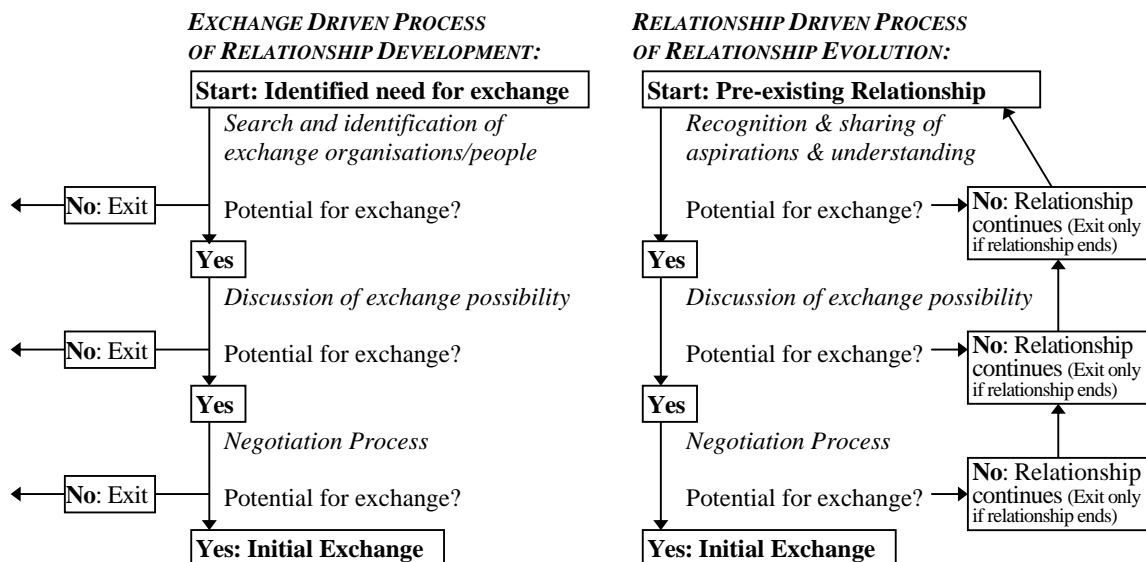 EXCHANGE DRIVEN PROCESS
OF RELATIONSHIP DEVELOPMENT:
Start: Identified need for exchange
Search and identification of
exchange organisations/people
No: Exit
Potential for exchange?
Yes
Discussion of exchange possibility
No: Exit
Potential for exchange?
Yes
Negotiation Process
No: Exit
Potential for exchange?
Yes: Initial Exchange
RELATIONSHIP DRIVEN PROCESS
OF RELATIONSHIP EVOLUTION:
Start: Pre-existing Relationship
Recognition & sharing of
aspirations & understanding
Potential for exchange?
No: Relationship
continues (Exit only
if relationship ends)
Yes
Discussion of exchange possibility
Potential for exchange?
No: Relationship
continues (Exit only
if relationship ends)
Yes
Negotiation Process
Potential for exchange?
No: Relationship
continues (Exit only
if relationship ends)
Yes: Initial Exchange